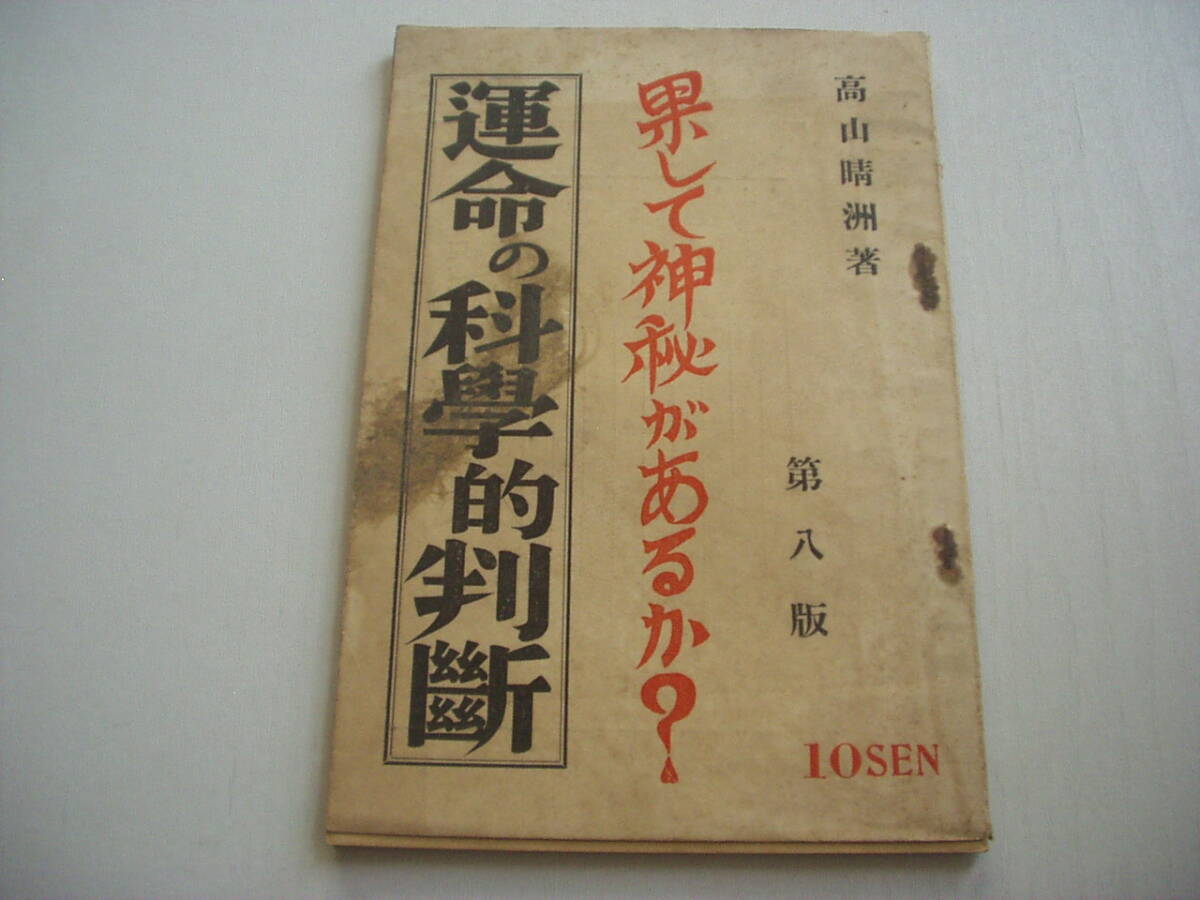 高山晴洲著
第八版
果して神秘があるか?
運命の科學的判斷
10SEN